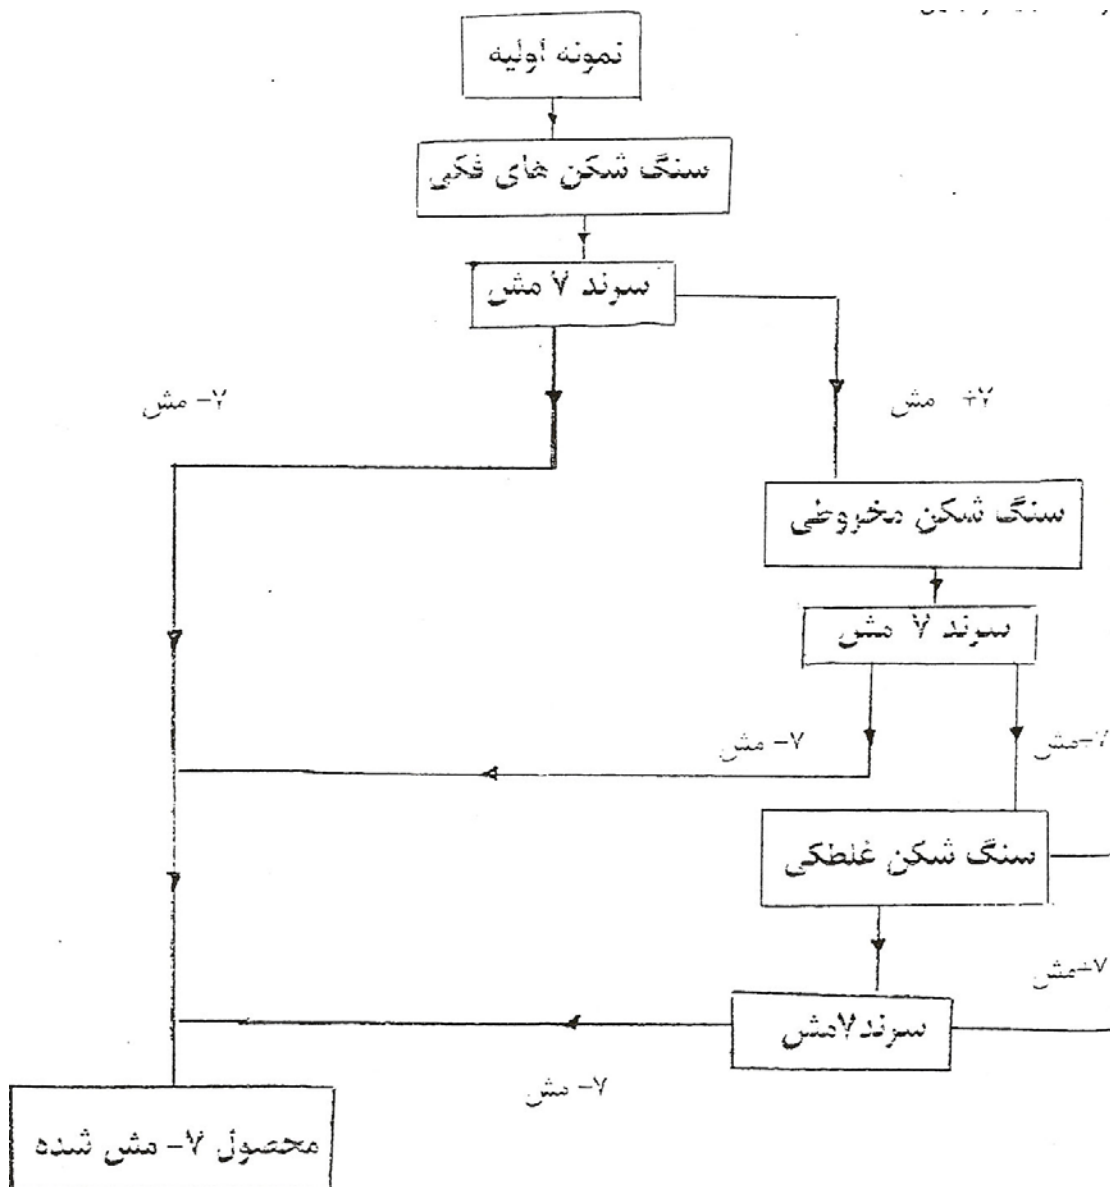 نمونه اولیه
سنگ شکن های فکی
سرند ۷ مش
۷- مش
۷+ مش
سنگ شکن مخروطی
سرند ۷ مش
۷- مش
۷+مش
سنگ شکن غلطکی
۷+مش
سرند۷مش
۷- مش
محصول ۷- مش شده